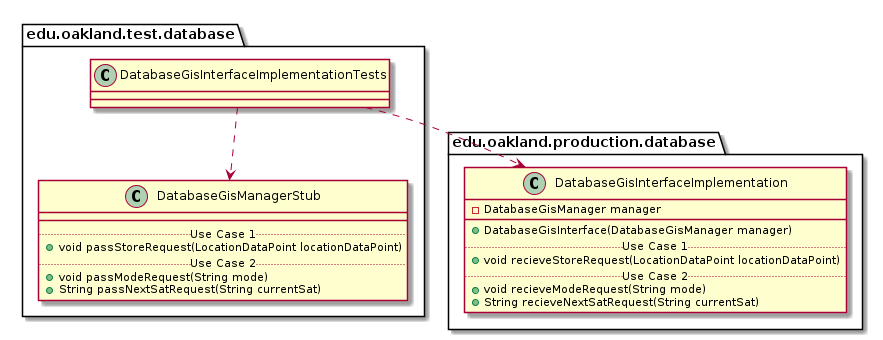 edu.oakland.test.database
C DatabaseGisInterfaceImplementationTests
C DatabaseGisManagerStub
Use Case 1
void passStoreRequest(LocationDataPoint locationDataPoint)
Use Case 2
void passModeRequest(String mode)
String passNextSatRequest(String currentSat)
edu.oakland.production.database
C DatabaseGisInterfaceImplementation
DatabaseGisManager manager
DatabaseGisInterface(DatabaseGisManager manager)
Use Case 1
void recieveStoreRequest(LocationDataPoint locationDataPoint)
Use Case 2
void recieveModeRequest(String mode)
String recieveNextSatRequest(String currentSat)